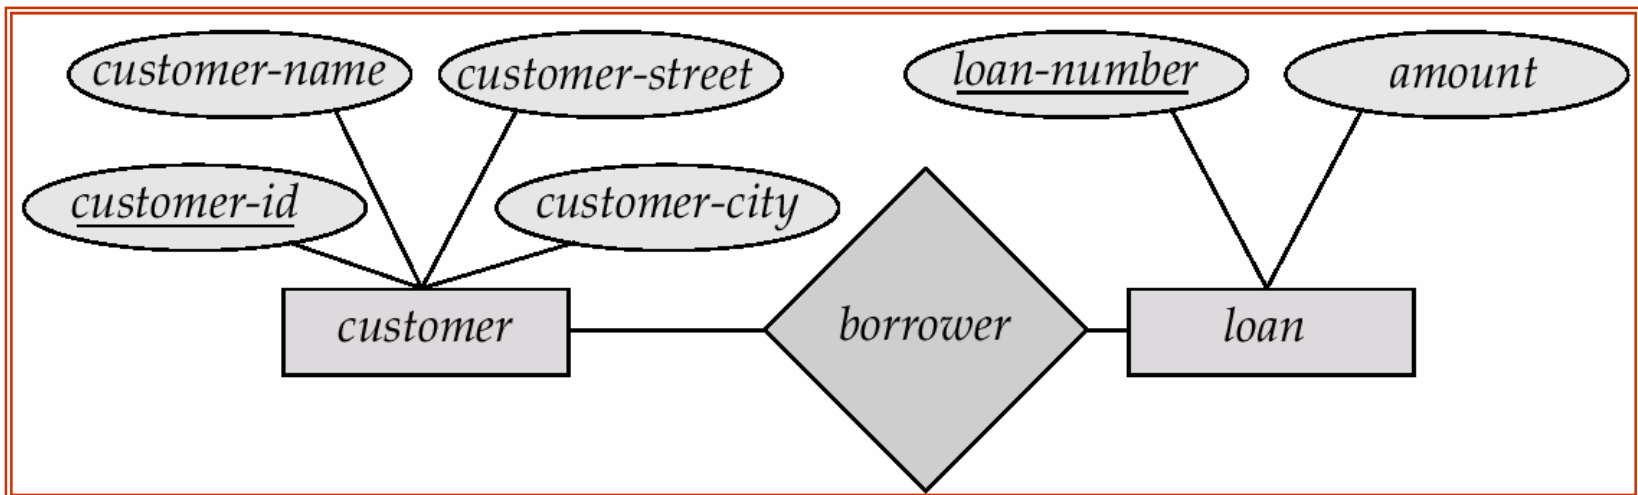 customer-name
customer-street
loan-number
amount
customer-id
customer-city
customer
borrower
loan